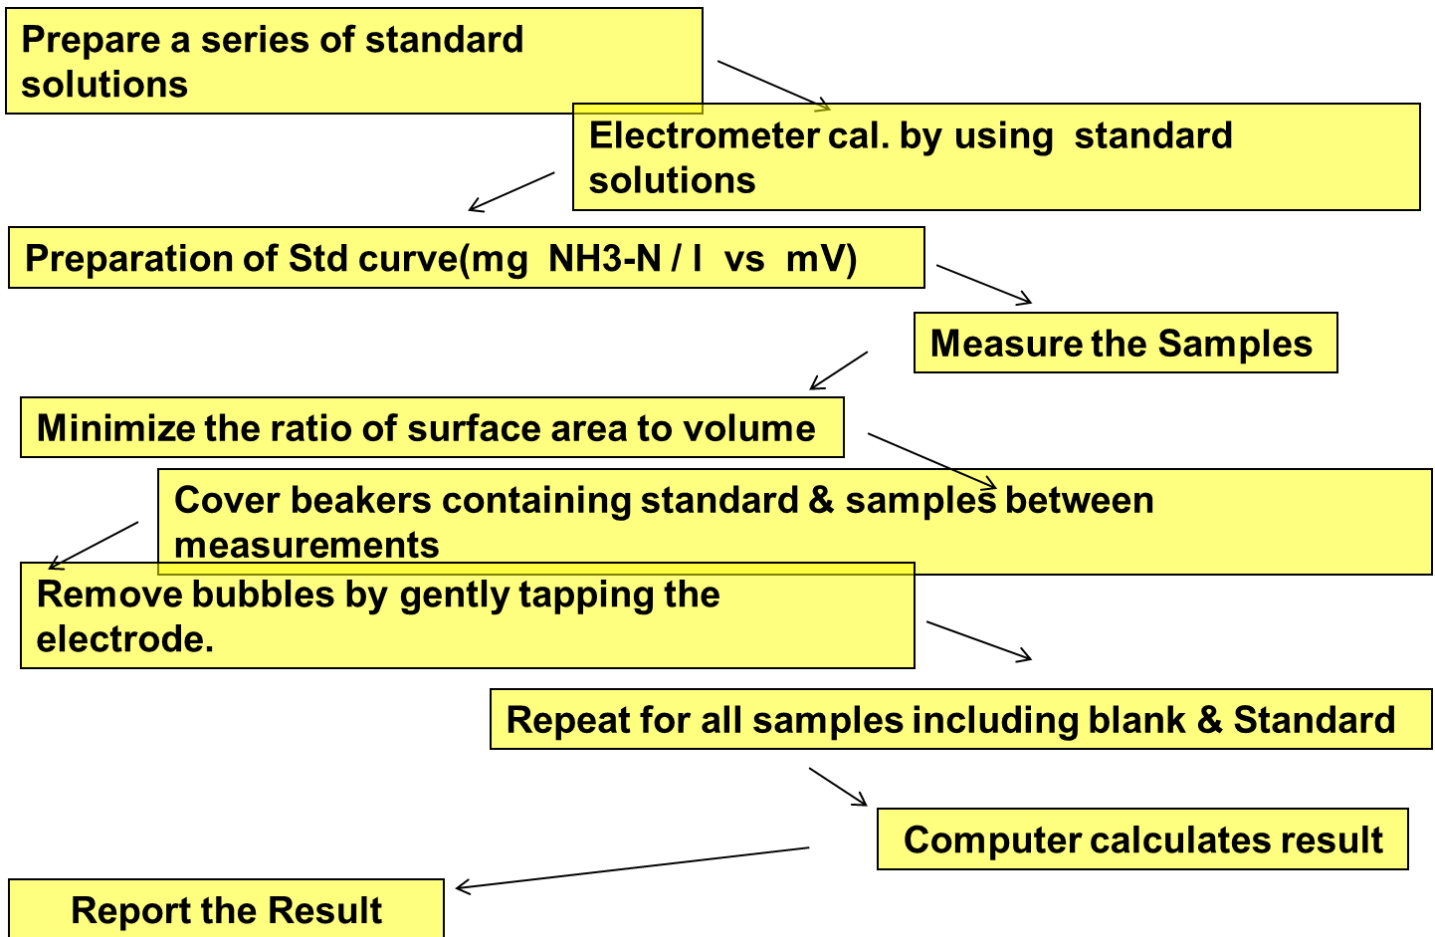 Prepare a series of standard
solutions
Electrometer cal. by using standard
solutions
Preparation of Std curve(mg NH3-N / l vs mV)
Measure the Samples
Minimize the ratio of surface area to volume
Cover beakers containing standard & samples between
measurements
Remove bubbles by gently tapping the
electrode.
Repeat for all samples including blank & Standard
Computer calculates result
Report the Result